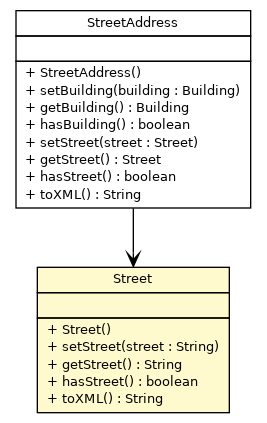 StreetAddress
+ StreetAddress()
+ setBuilding(building : Building)
+ getBuilding() : Building
+ hasBuilding() : boolean
+ setStreet(street : Street)
+ getStreet() : Street
+ hasStreet() : boolean
+ toXML() : String
Street
+ Street()
+ setStreet(street : String)
+ getStreet() : String
+ hasStreet() : boolean
+ toXML() : String